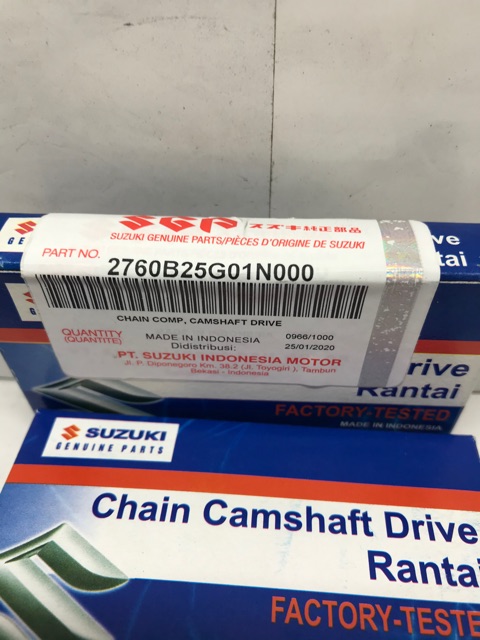 SGP スズキ純正部品
SUZUKI GENUINE PARTS/PIÈCES D'ORIGINE DE SUZUKI
PART NO. 2760B25G01N000
CHAIN COMP, CAMSHAFT DRIVE
QUANTITY
(QUANTITE)
MADE IN INDONESIA 0966/1000
Didistribusi: 25/01/2020
PT. SUZUKI INDONESIA MOTOR
Jl. P. Diponegoro Km. 38.2 (Jl. Toyogiri ), Tambun
Bekasi - Indonesia
ve
tai
Drive
Rantai
FACTORY-TESTED
MADE IN INDONESIA
SUZUKI
GENUINE PARTS
Chain Camshaft Drive
Rantai
FACTORY-TESTE